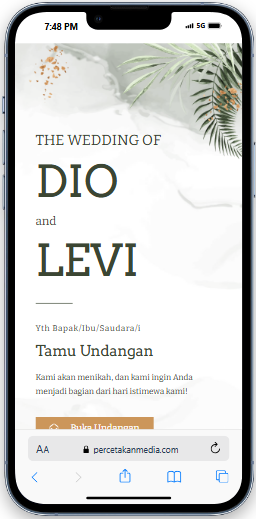 7:48 PM
5G
THE WEDDING OF
DIO
and
LEVI
Yth Bapak/Ibu/Saudara/i
Tamu Undangan
Kami akan menikah, dan kami ingin Anda
menjadi bagian dari hari istimewa kami!
Buka Undangan
AA percetakanmedia.com